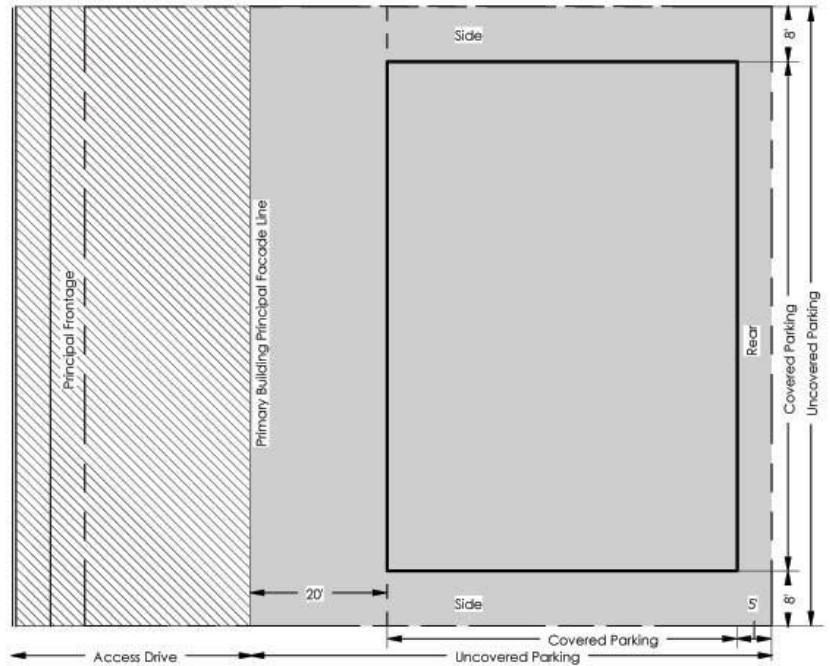 Side
8'
Principal Frontage
Primary Building Principal Facade Line
Rear
Covered Parking
Uncovered Parking
20'
Side
5'
8'
Covered Parking
Access Drive
Uncovered Parking